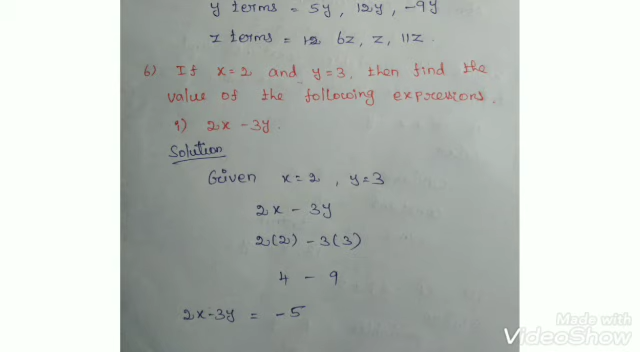 y terms = 5y, 12y, -9y
z terms = 12 6z, z, 11z.
6) If x=2 and y=3, then find the
value of the following expressions.
i) 2x - 3y.
Solution
Given x=2, y=3
2x - 3y
2(2) - 3(3)
4 - 9
2x-3y = -5
Made with
VideoShow